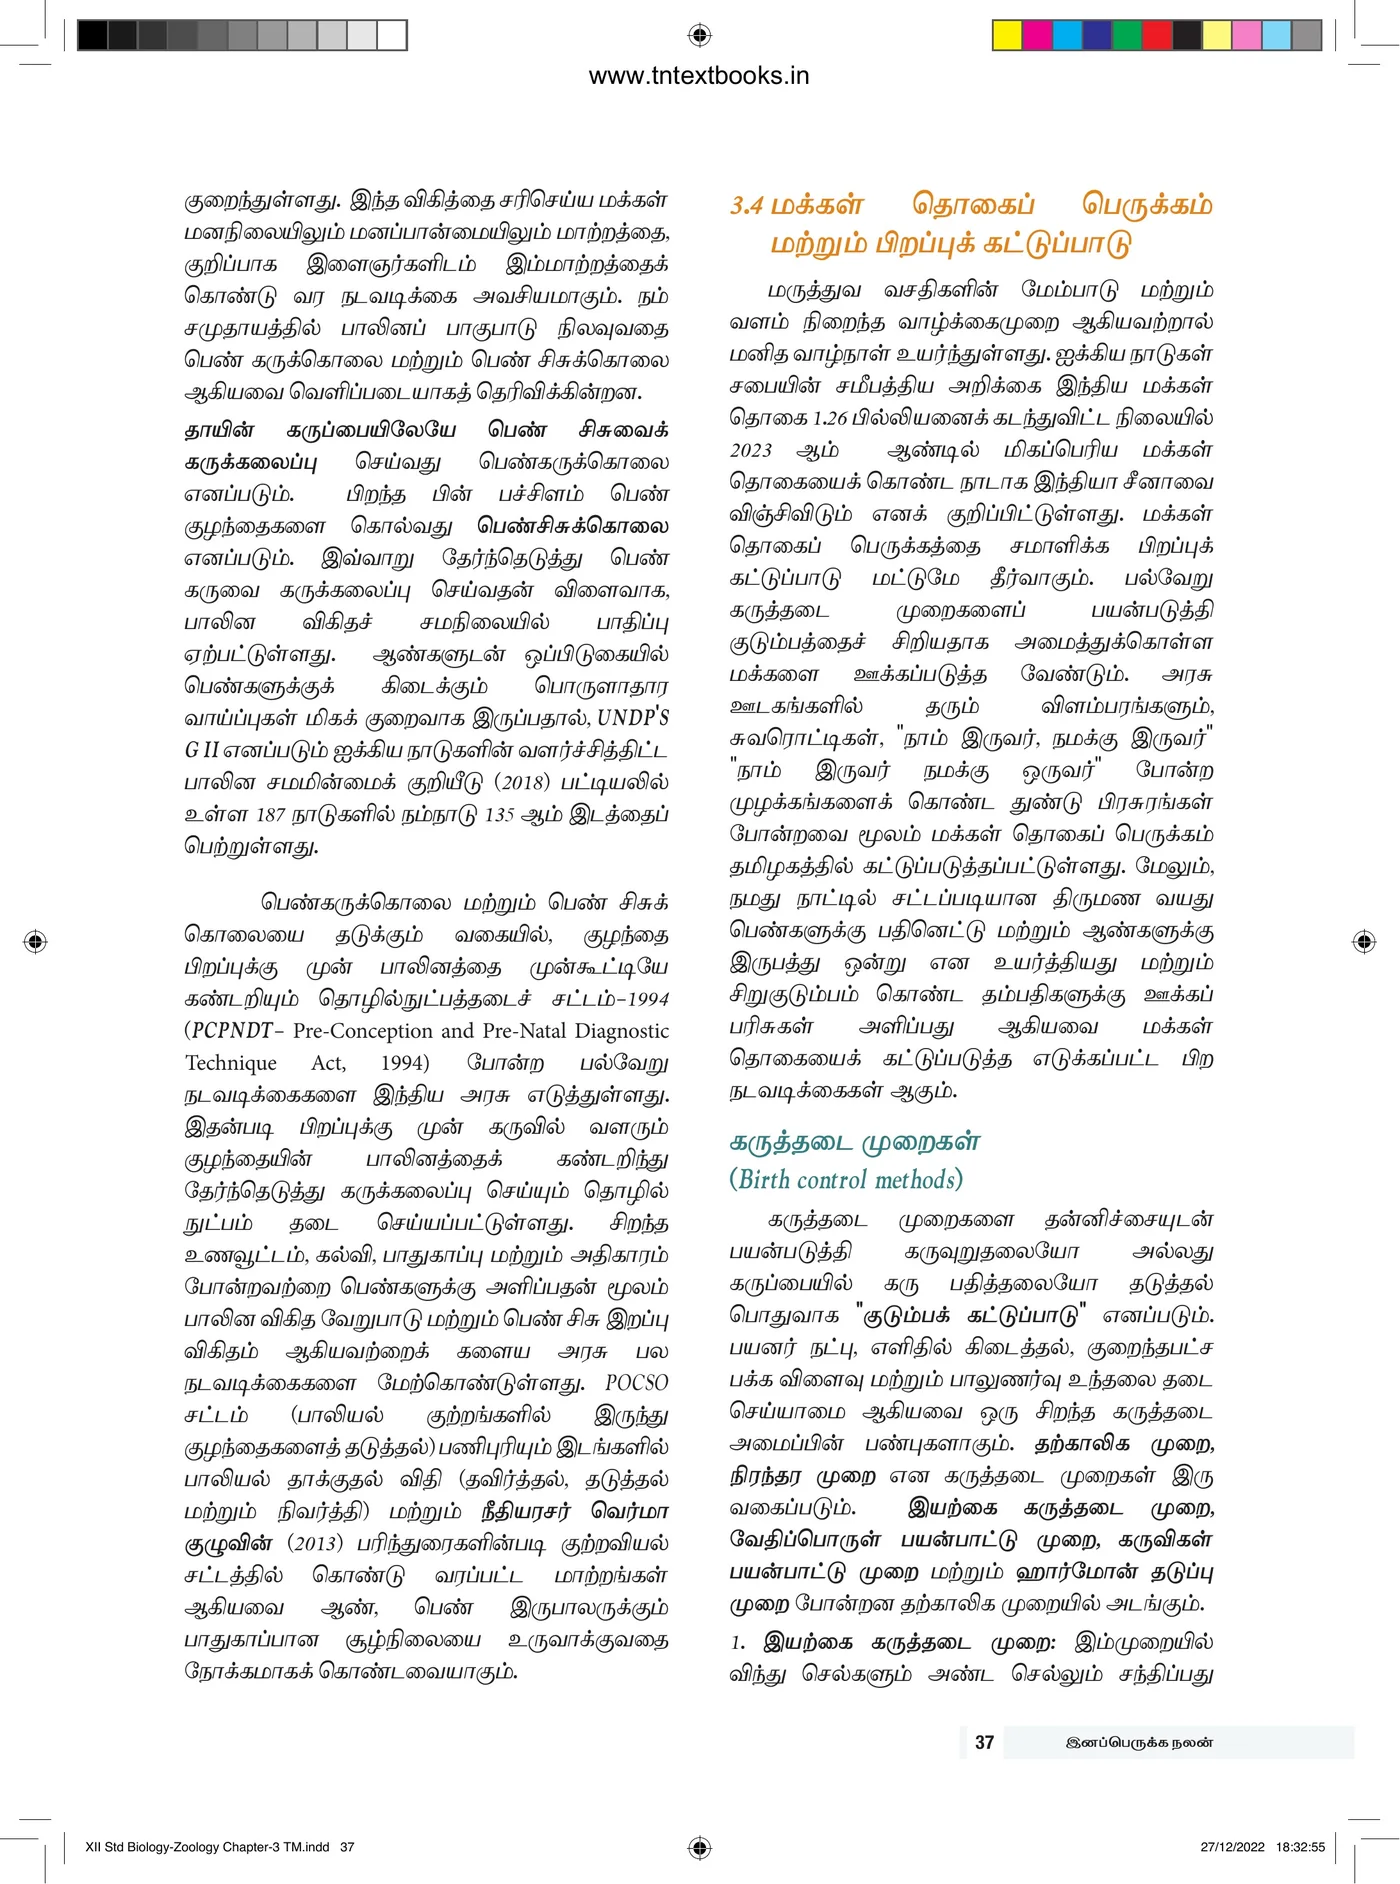 www.tntextbooks.in
குறைந்துள்ளது. இந்த விகித்தை சரிசெய்ய மக்கள்
மனநிலையிலும் மனப்பான்மையிலும் மாற்றத்தை,
குறிப்பாக இளைஞர்களிடம் இம்மாற்றத்தைக்
கொண்டு வர நடவடிக்கை அவசியமாகும். நம்
சமுதாயத்தில் பாலினப் பாகுபாடு நிலவுவதை
பெண் கருக்கொலை மற்றும் பெண் சிசுக்கொலை
ஆகியவை வெளிப்படையாகத் தெரிவிக்கின்றன.
தாயின் கருப்பையிலேயே பெண் சிசுவைக்
கருக்கலைப்பு செய்வது பெண்கருக்கொலை
எனப்படும். பிறந்த பின் பச்சிளம் பெண்
குழந்தைகளை கொல்வது பெண்சிசுக்கொலை
எனப்படும். இவ்வாறு தேர்ந்தெடுத்து பெண்
கருவை கருக்கலைப்பு செய்வதன் விளைவாக,
பாலின விகிதச் சமநிலையில் பாதிப்பு
ஏற்பட்டுள்ளது. ஆண்களுடன் ஒப்பிடுகையில்
பெண்களுக்குக் கிடைக்கும் பொருளாதார
வாய்ப்புகள் மிகக் குறைவாக இருப்பதால், UNDP'S
G II எனப்படும் ஐக்கிய நாடுகளின் வளர்ச்சித்திட்ட
பாலின சமமின்மைக் குறியீடு (2018) பட்டியலில்
உள்ள 187 நாடுகளில் நம்நாடு 135 ஆம் இடத்தைப்
பெற்றுள்ளது.
பெண்கருக்கொலை மற்றும் பெண் சிசுக்
கொலையை தடுக்கும் வகையில், குழந்தை
பிறப்புக்கு முன் பாலினத்தை முன்கூட்டியே
கண்டறியும் தொழில்நுட்பத்தடைச் சட்டம்-1994
(PCPNDT- Pre-Conception and Pre-Natal Diagnostic
Technique Act, 1994) போன்ற பல்வேறு
நடவடிக்கைகளை இந்திய அரசு எடுத்துள்ளது.
இதன்படி பிறப்புக்கு முன் கருவில் வளரும்
குழந்தையின் பாலினத்தைக் கண்டறிந்து
தேர்ந்தெடுத்து கருக்கலைப்பு செய்யும் தொழில்
நுட்பம் தடை செய்யப்பட்டுள்ளது. சிறந்த
உணவூட்டம், கல்வி, பாதுகாப்பு மற்றும் அதிகாரம்
போன்றவற்றை பெண்களுக்கு அளிப்பதன் மூலம்
பாலின விகித வேறுபாடு மற்றும் பெண் சிசு இறப்பு
விகிதம் ஆகியவற்றைக் களைய அரசு பல
நடவடிக்கைகளை மேற்கொண்டுள்ளது. POCSO
சட்டம் (பாலியல் குற்றங்களில் இருந்து
குழந்தைகளைத் தடுத்தல்) பணிபுரியும் இடங்களில்
பாலியல் தாக்குதல் விதி (தவிர்த்தல், தடுத்தல்
மற்றும் நிவர்த்தி) மற்றும் நீதியரசர் வெர்மா
குழுவின் (2013) பரிந்துரைகளின்படி குற்றவியல்
சட்டத்தில் கொண்டு வரப்பட்ட மாற்றங்கள்
ஆகியவை ஆண், பெண் இருபாலருக்கும்
பாதுகாப்பான சூழ்நிலையை உருவாக்குவதை
நோக்கமாகக் கொண்டவையாகும்.
3.4 மக்கள் தொகைப் பெருக்கம்
மற்றும் பிறப்புக் கட்டுப்பாடு
மருத்துவ வசதிகளின் மேம்பாடு மற்றும்
வளம் நிறைந்த வாழ்க்கைமுறை ஆகியவற்றால்
மனித வாழ்நாள் உயர்ந்துள்ளது. ஐக்கிய நாடுகள்
சபையின் சமீபத்திய அறிக்கை இந்திய மக்கள்
தொகை 1.26 பில்லியனைக் கடந்துவிட்ட நிலையில்
2023 ஆம் ஆண்டில் மிகப்பெரிய மக்கள்
தொகையைக் கொண்ட நாடாக இந்தியா சீனாவை
விஞ்சிவிடும் எனக் குறிப்பிட்டுள்ளது. மக்கள்
தொகைப் பெருக்கத்தை சமாளிக்க பிறப்புக்
கட்டுப்பாடு மட்டுமே தீர்வாகும். பல்வேறு
கருத்தடை முறைகளைப் பயன்படுத்தி
குடும்பத்தைச் சிறியதாக அமைத்துக்கொள்ள
மக்களை ஊக்கப்படுத்த வேண்டும். அரசு
ஊடகங்களில் தரும் விளம்பரங்களும்,
சுவரொட்டிகள், "நாம் இருவர், நமக்கு இருவர்"
"நாம் இருவர் நமக்கு ஒருவர்" போன்ற
முழக்கங்களைக் கொண்ட துண்டு பிரசுரங்கள்
போன்றவை மூலம் மக்கள் தொகைப் பெருக்கம்
தமிழகத்தில் கட்டுப்படுத்தப்பட்டுள்ளது. மேலும்,
நமது நாட்டில் சட்டப்படியான திருமண வயது
பெண்களுக்கு பதினெட்டு மற்றும் ஆண்களுக்கு
இருபத்து ஒன்று என உயர்த்தியது மற்றும்
சிறுகுடும்பம் கொண்ட தம்பதிகளுக்கு ஊக்கப்
பரிசுகள் அளிப்பது ஆகியவை மக்கள்
தொகையைக் கட்டுப்படுத்த எடுக்கப்பட்ட பிற
நடவடிக்கைகள் ஆகும்.
கருத்தடை முறைகள்
(Birth control methods)
கருத்தடை முறைகளை தன்னிச்சையுடன்
பயன்படுத்தி கருவுறுதலையோ அல்லது
கருப்பையில் கரு பதித்தலையோ தடுத்தல்
பொதுவாக "குடும்பக் கட்டுப்பாடு" எனப்படும்.
பயனர் நட்பு, எளிதில் கிடைத்தல், குறைந்தபட்ச
பக்க விளைவு மற்றும் பாலுணர்வு உந்தலை தடை
செய்யாமை ஆகியவை ஒரு சிறந்த கருத்தடை
அமைப்பின் பண்புகளாகும். தற்காலிக முறை,
நிரந்தர முறை என கருத்தடை முறைகள் இரு
வகைப்படும். இயற்கை கருத்தடை முறை,
வேதிப்பொருள் பயன்பாட்டு முறை, கருவிகள்
பயன்பாட்டு முறை மற்றும் ஹார்மோன் தடுப்பு
முறை போன்றன தற்காலிக முறையில் அடங்கும்.
1. இயற்கை கருத்தடை முறை: இம்முறையில்
விந்து செல்களும் அண்ட செல்லும் சந்திப்பது
37 இனப்பெருக்க நலன்
XII Std Biology-Zoology Chapter-3 TM.indd 37 27/12/2022 18:32:55